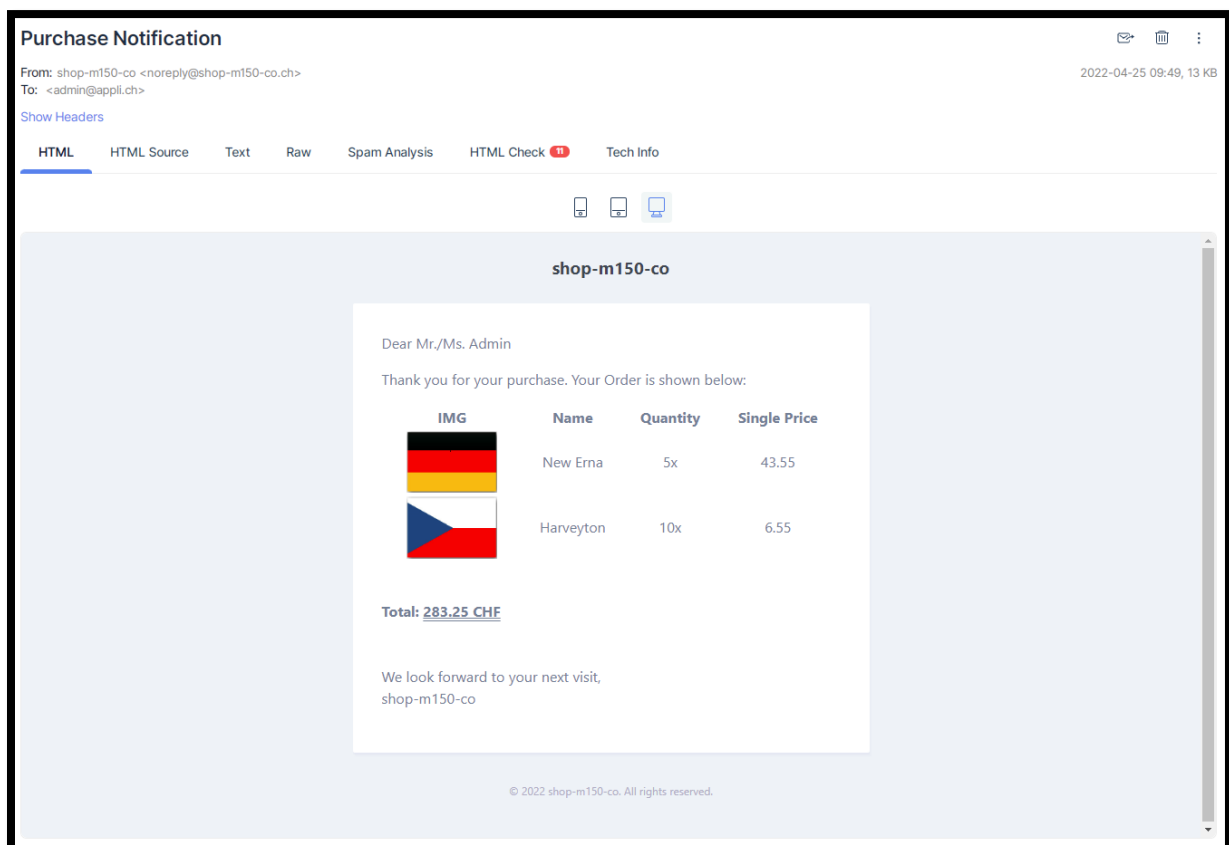 Purchase Notification
From: shop-m150-co <noreply@shop-m150-co.ch>
2022-04-25 09:49, 13 KB
To: <admin@appli.ch>
Show Headers
HTML HTML Source Text Raw Spam Analysis HTML Check 11 Tech Info
shop-m150-co
Dear Mr./Ms. Admin
Thank you for your purchase. Your Order is shown below:
IMG Name Quantity Single Price
New Erna 5x 43.55
Harveyton 10x 6.55
Total: 283.25 CHF
We look forward to your next visit,
shop-m150-co
© 2022 shop-m150-co. All rights reserved.